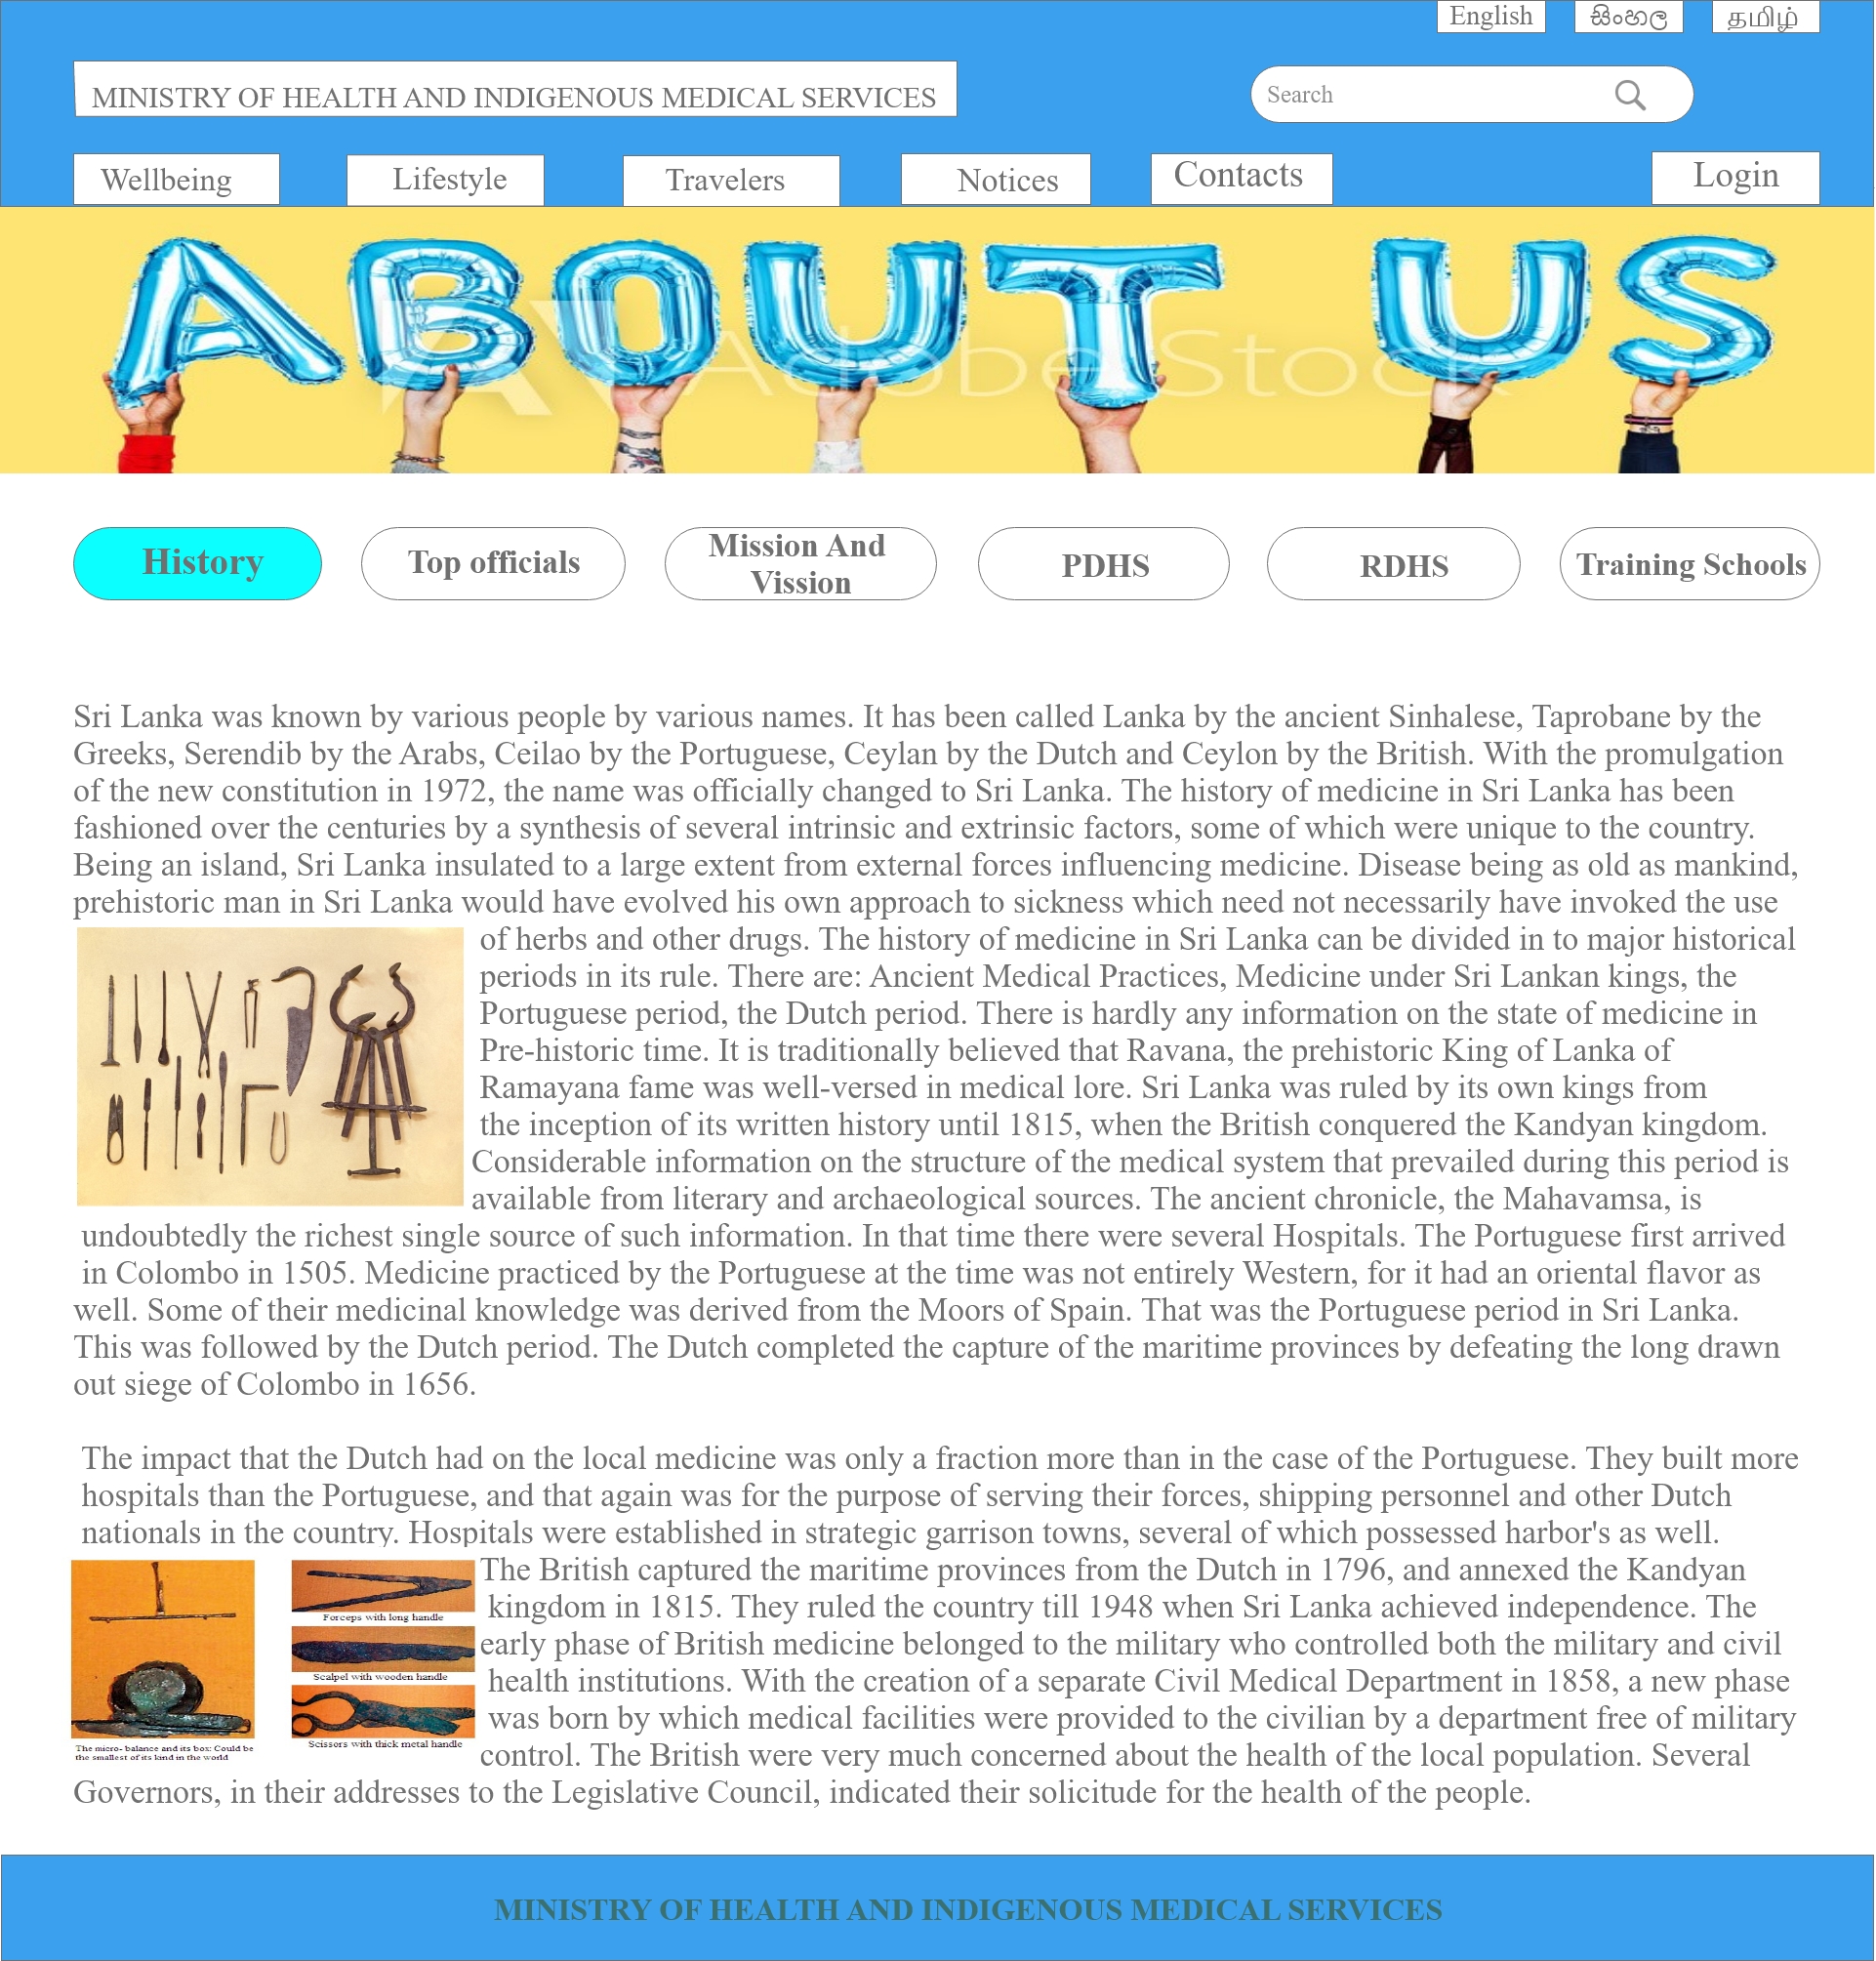 English සිංහල தமிழ்
MINISTRY OF HEALTH AND INDIGENOUS MEDICAL SERVICES
Search
Wellbeing Lifestyle Travelers Notices Contacts Login
ABOUT US
Adobe Stock
History Top officials Mission And Vission PDHS RDHS Training Schools
Sri Lanka was known by various people by various names. It has been called Lanka by the ancient Sinhalese, Taprobane by the
Greeks, Serendib by the Arabs, Ceilao by the Portuguese, Ceylan by the Dutch and Ceylon by the British. With the promulgation
of the new constitution in 1972, the name was officially changed to Sri Lanka. The history of medicine in Sri Lanka has been
fashioned over the centuries by a synthesis of several intrinsic and extrinsic factors, some of which were unique to the country.
Being an island, Sri Lanka insulated to a large extent from external forces influencing medicine. Disease being as old as mankind,
prehistoric man in Sri Lanka would have evolved his own approach to sickness which need not necessarily have invoked the use
of herbs and other drugs. The history of medicine in Sri Lanka can be divided in to major historical
periods in its rule. There are: Ancient Medical Practices, Medicine under Sri Lankan kings, the
Portuguese period, the Dutch period. There is hardly any information on the state of medicine in
Pre-historic time. It is traditionally believed that Ravana, the prehistoric King of Lanka of
Ramayana fame was well-versed in medical lore. Sri Lanka was ruled by its own kings from
the inception of its written history until 1815, when the British conquered the Kandyan kingdom.
Considerable information on the structure of the medical system that prevailed during this period is
available from literary and archaeological sources. The ancient chronicle, the Mahavamsa, is
undoubtedly the richest single source of such information. In that time there were several Hospitals. The Portuguese first arrived
in Colombo in 1505. Medicine practiced by the Portuguese at the time was not entirely Western, for it had an oriental flavor as
well. Some of their medicinal knowledge was derived from the Moors of Spain. That was the Portuguese period in Sri Lanka.
This was followed by the Dutch period. The Dutch completed the capture of the maritime provinces by defeating the long drawn
out siege of Colombo in 1656.
The impact that the Dutch had on the local medicine was only a fraction more than in the case of the Portuguese. They built more
hospitals than the Portuguese, and that again was for the purpose of serving their forces, shipping personnel and other Dutch
nationals in the country. Hospitals were established in strategic garrison towns, several of which possessed harbor's as well.
The British captured the maritime provinces from the Dutch in 1796, and annexed the Kandyan
kingdom in 1815. They ruled the country till 1948 when Sri Lanka achieved independence. The
early phase of British medicine belonged to the military who controlled both the military and civil
health institutions. With the creation of a separate Civil Medical Department in 1858, a new phase
was born by which medical facilities were provided to the civilian by a department free of military
control. The British were very much concerned about the health of the local population. Several
Governors, in their addresses to the Legislative Council, indicated their solicitude for the health of the people.
Forceps with long handle
Scalpel with wooden handle
Scissors with thick metal handle
The micro- balance and its box: Could be
the smallest of its kind in the world
MINISTRY OF HEALTH AND INDIGENOUS MEDICAL SERVICES